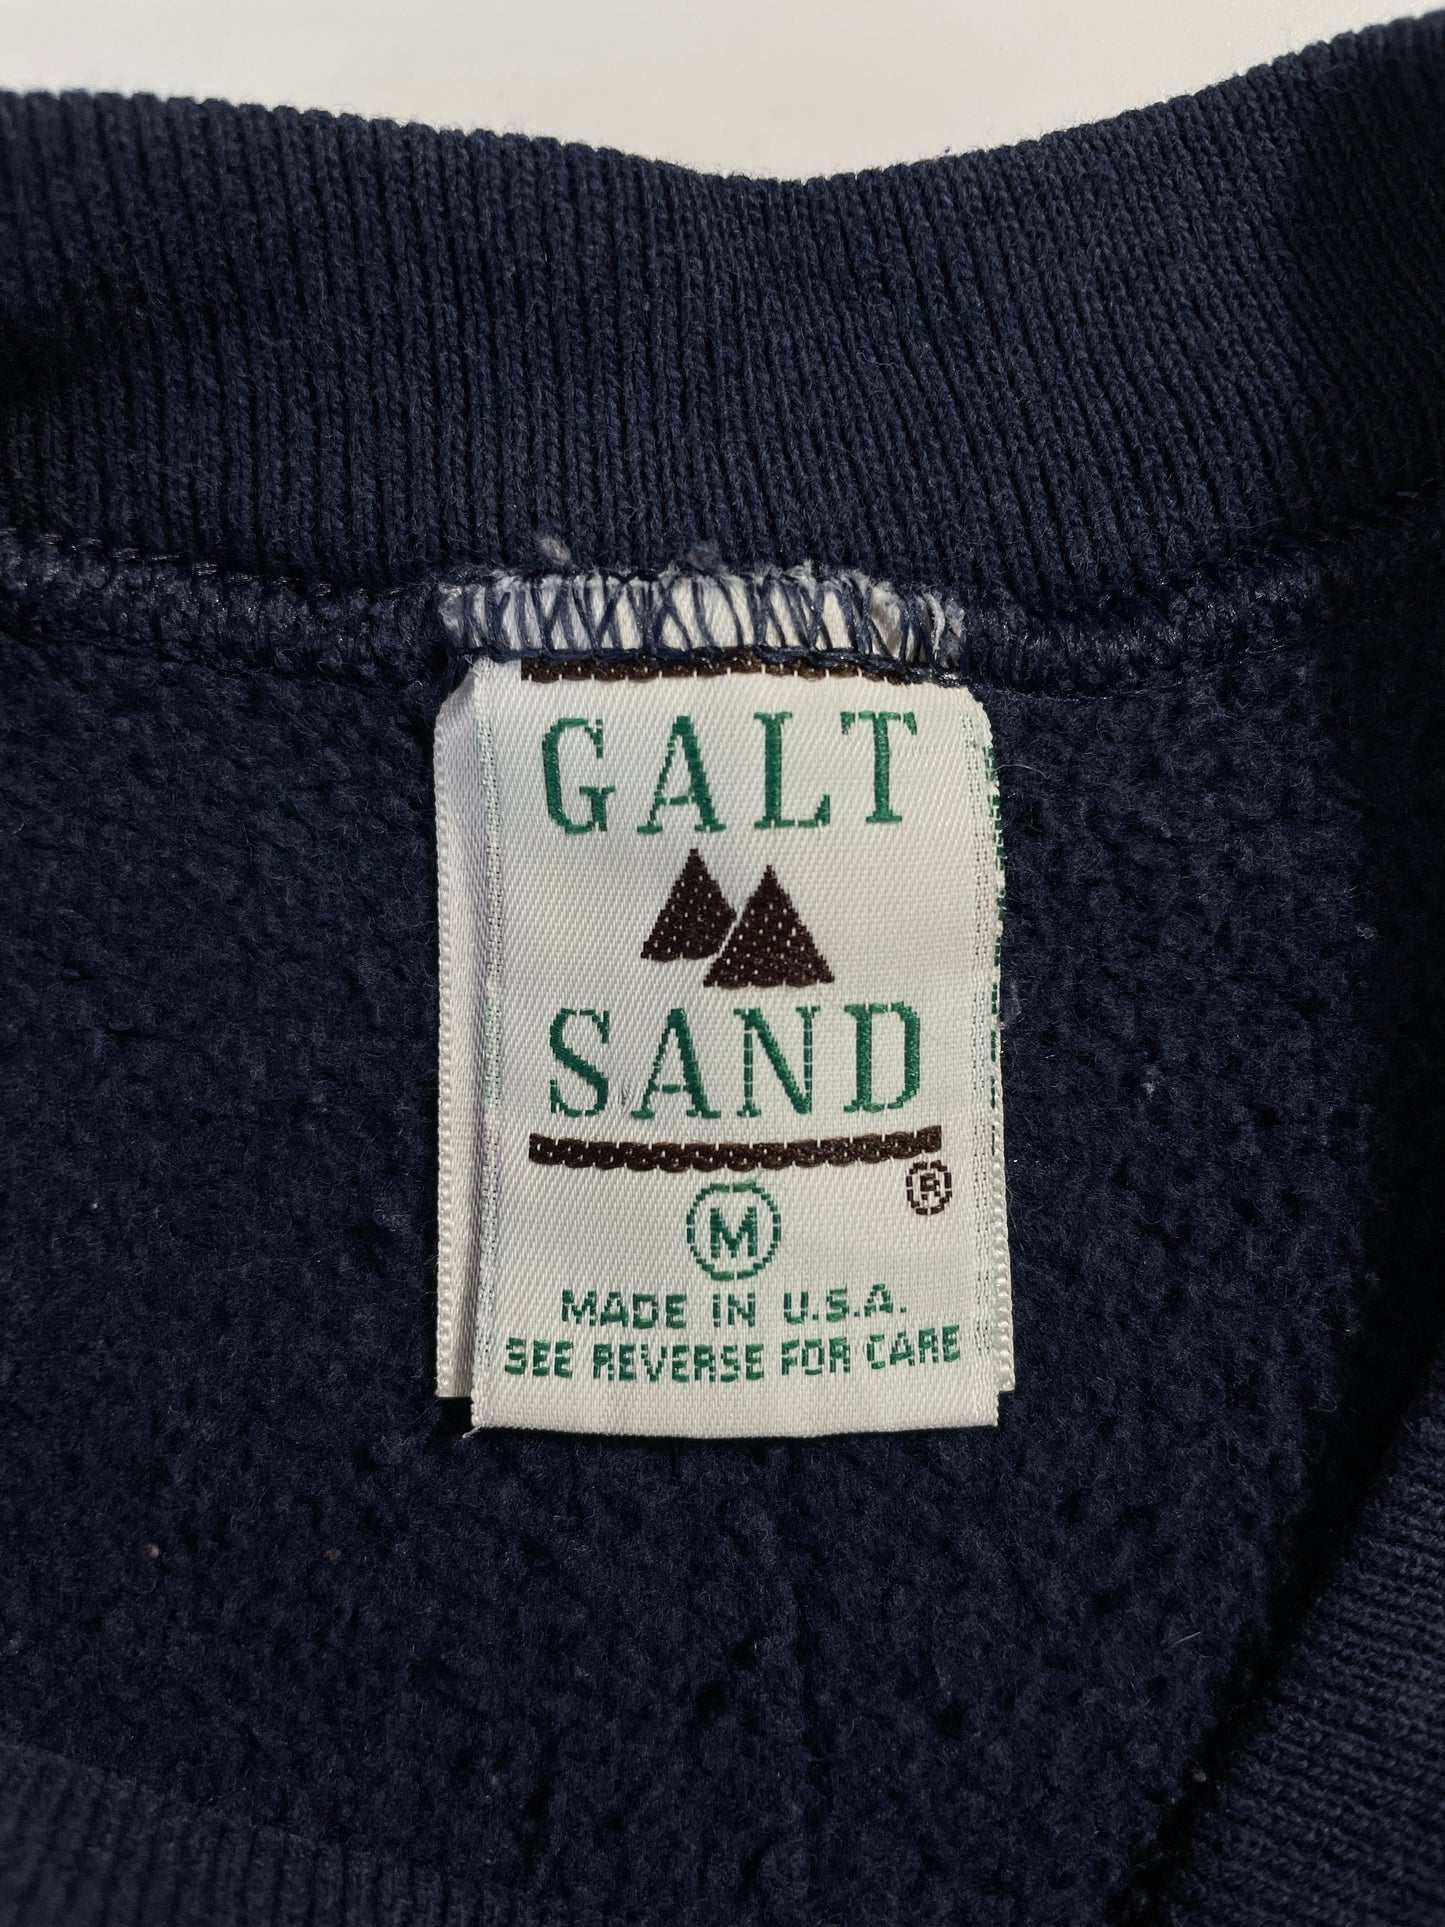 GALT
SAND
®
M
MADE IN U.S.A.
SEE REVERSE FOR CARE